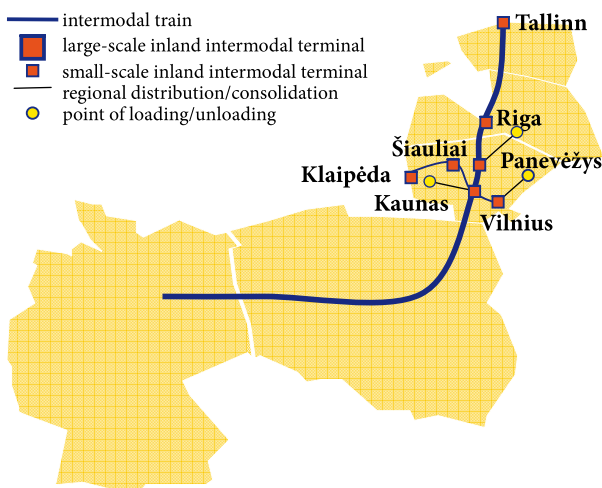 intermodal train
large-scale inland intermodal terminal
small-scale inland intermodal terminal
regional distribution/consolidation
point of loading/unloading
Tallinn
Riga
Šiauliai
Panevėžys
Klaipėda
Kaunas
Vilnius